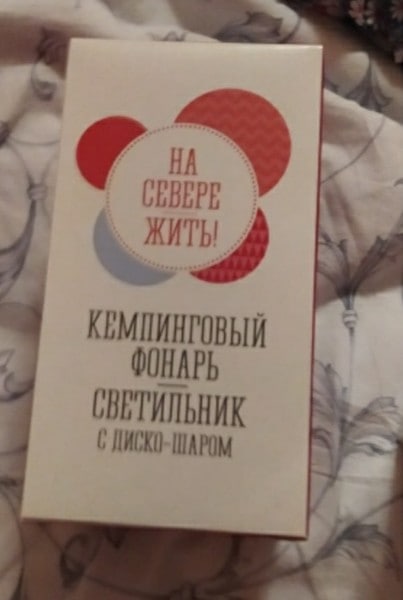 НА
СЕВЕРЕ
ЖИТЬ!
КЕМПИНГОВЫЙ
ФОНАРЬ
СВЕТИЛЬНИК
С ДИСКО-ШАРОМ